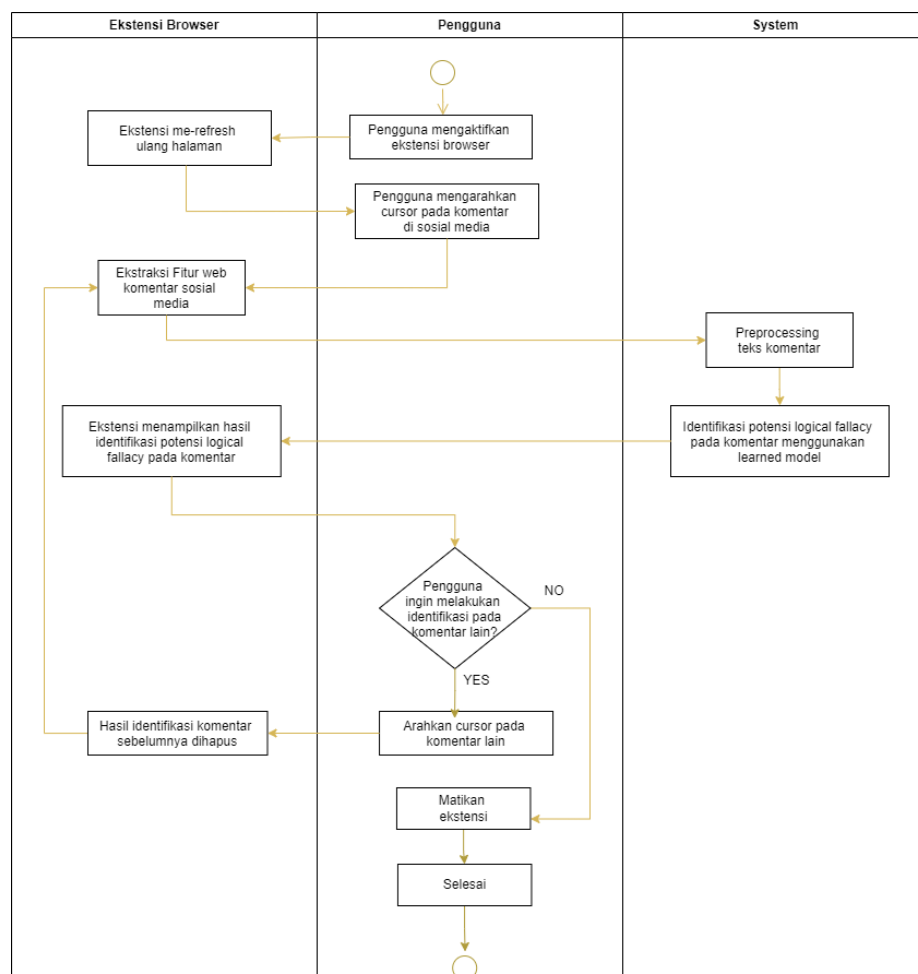 Ekstensi Browser
Pengguna
System
Pengguna mengaktifkan
ekstensi browser
Ekstensi me-refresh
ulang halaman
Pengguna mengarahkan
cursor pada komentar
di sosial media
Ekstraksi Fitur web
komentar sosial
media
Preprocessing
teks komentar
Identifikasi potensi logical fallacy
pada komentar menggunakan
learned model
Ekstensi menampilkan hasil
identifikasi potensi logical
fallacy pada komentar
Pengguna
ingin melakukan
identifikasi pada
komentar lain?
NO
YES
Arahkan cursor pada
komentar lain
Hasil identifikasi komentar
sebelumnya dihapus
Matikan
ekstensi
Selesai